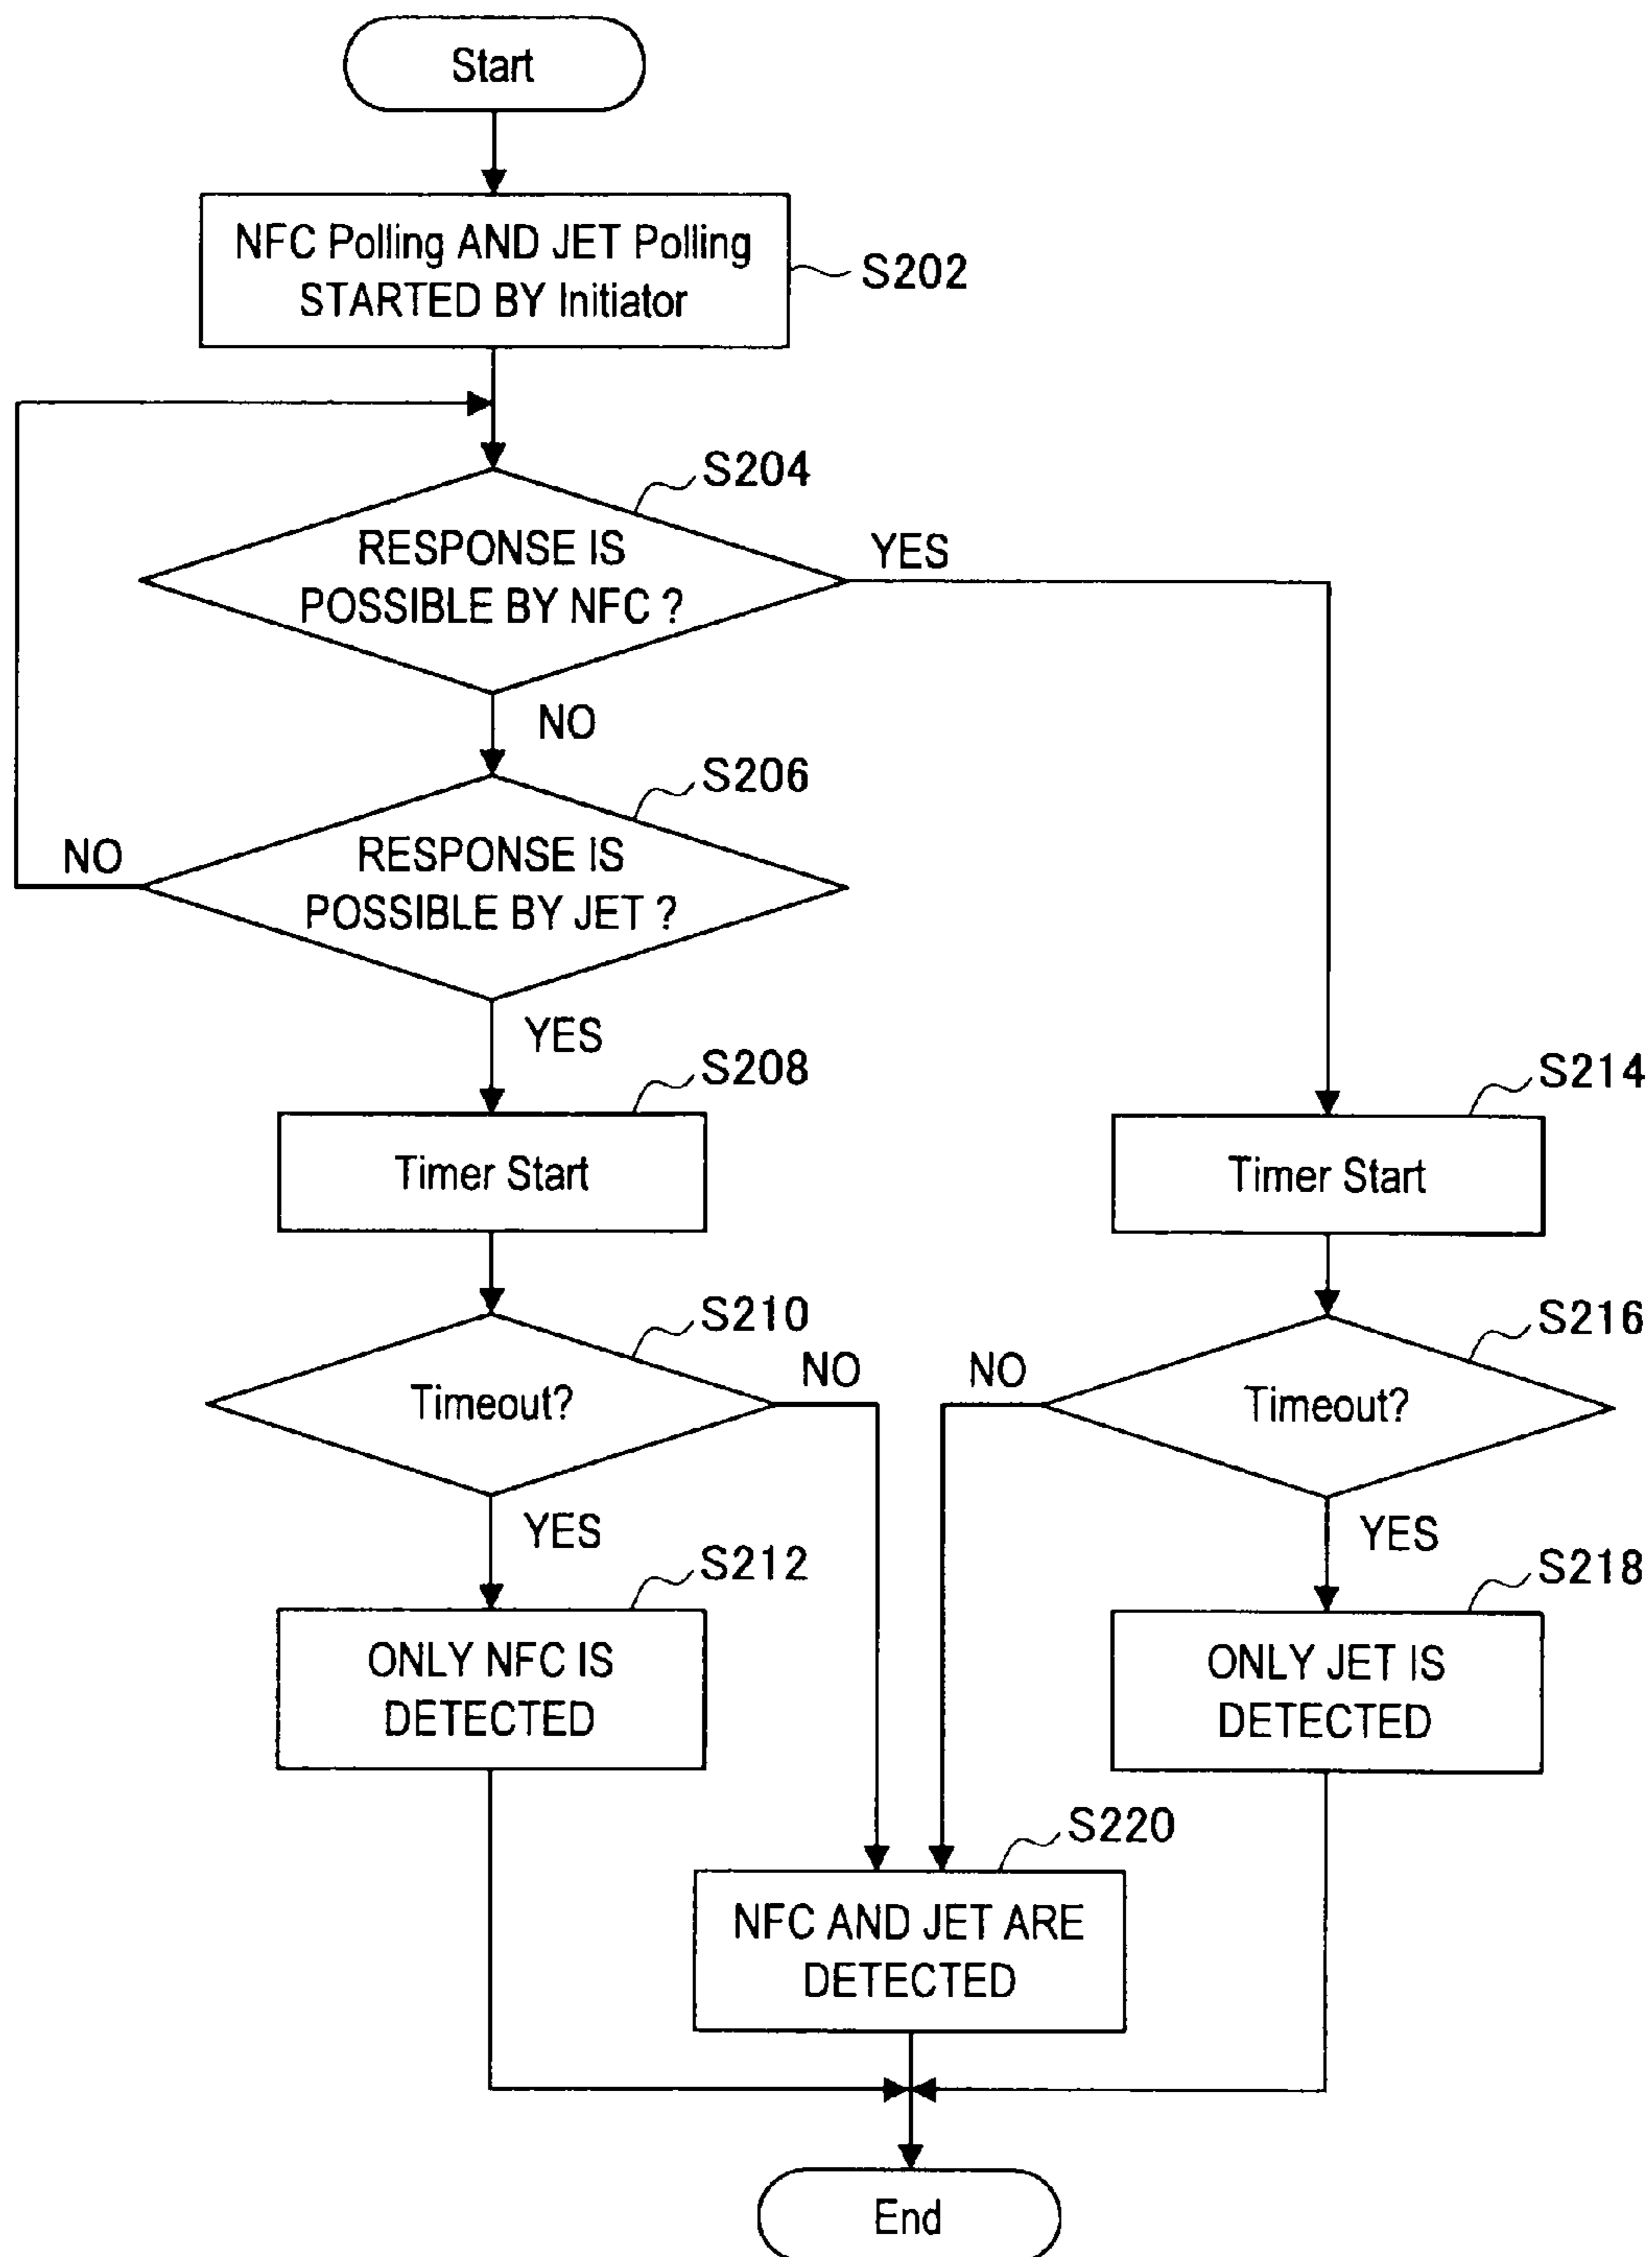 Start
NFC Polling AND JET Polling
STARTED BY Initiator
S202
S204
RESPONSE IS
POSSIBLE BY NFC ?
YES
NO
S206
RESPONSE IS
POSSIBLE BY JET ?
NO
YES
S208
Timer Start
S214
Timer Start
S210
Timeout?
NO
YES
S216
Timeout?
NO
YES
S212
ONLY NFC IS
DETECTED
S218
ONLY JET IS
DETECTED
S220
NFC AND JET ARE
DETECTED
End